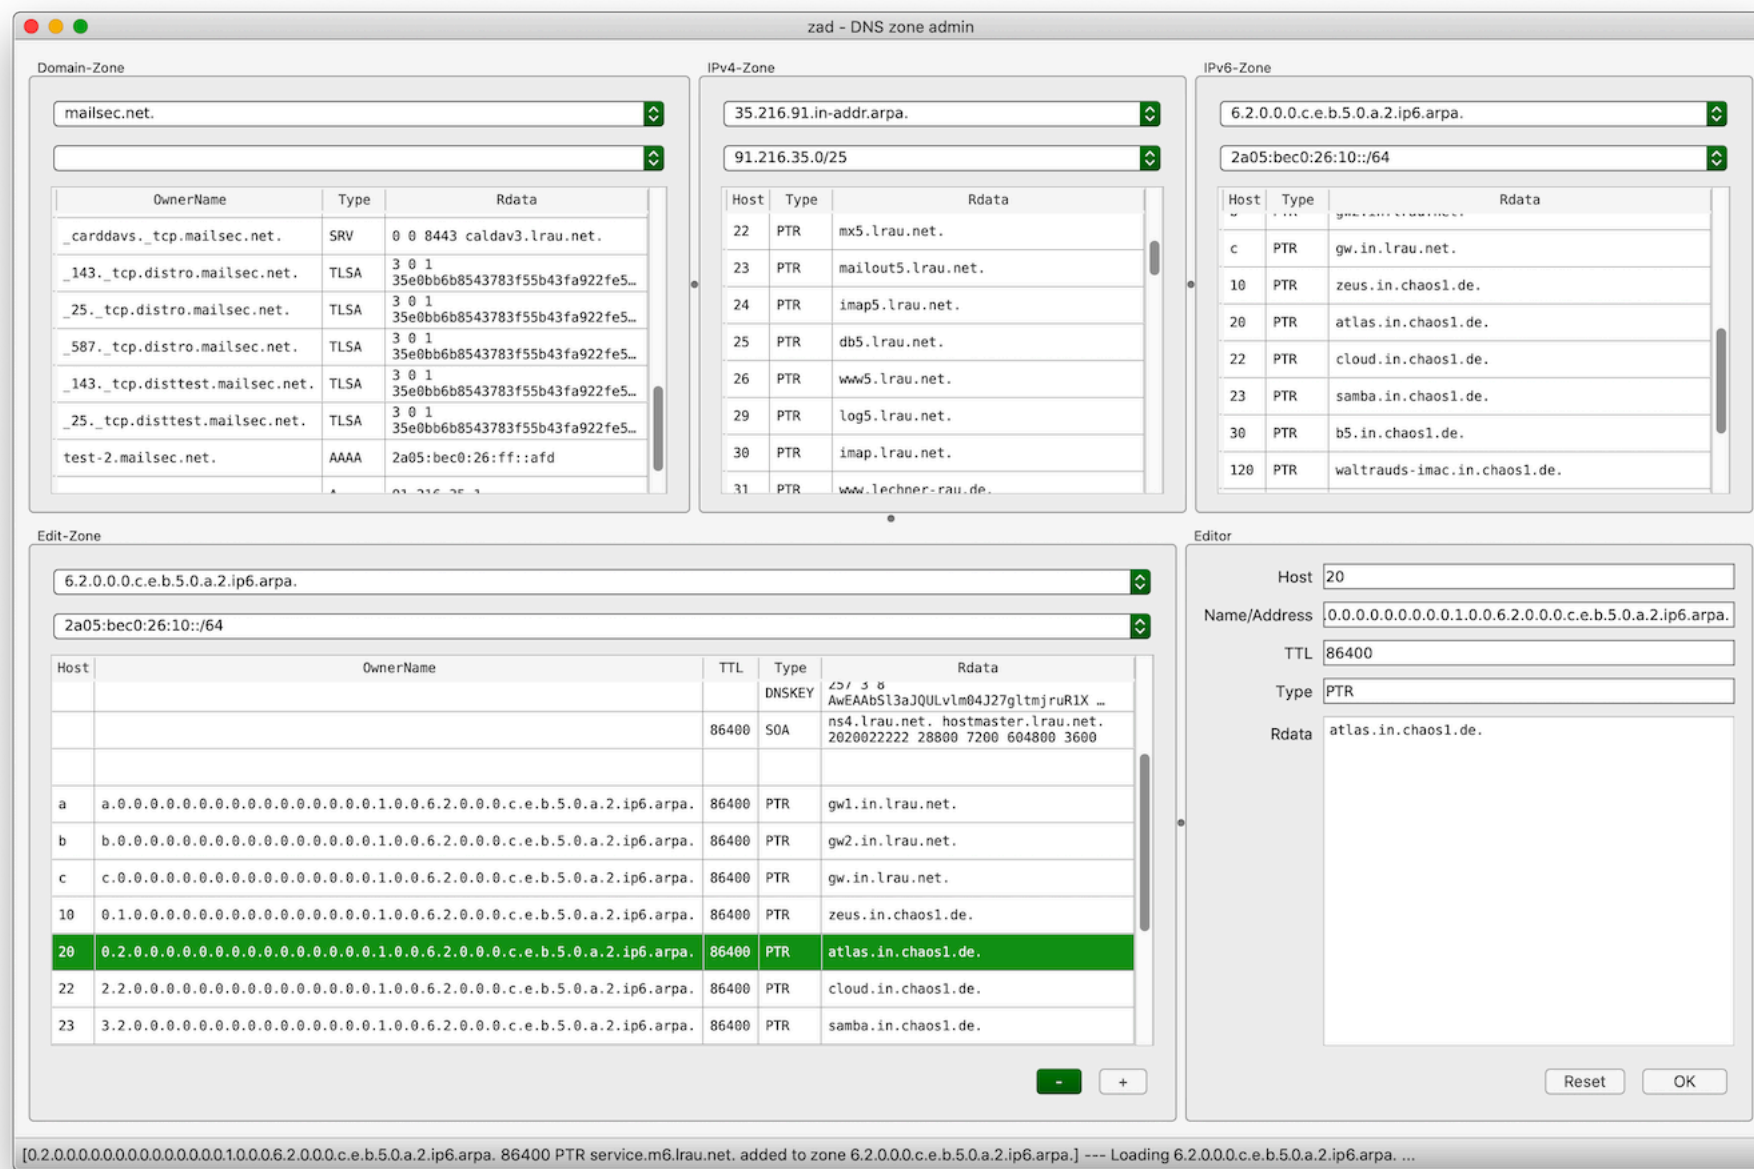 zad - DNS zone admin
Domain-Zone
mailsec.net.
OwnerName Type Rdata
_carddavs._tcp.mailsec.net. SRV 0 0 8443 caldav3.lrau.net.
_143._tcp.distro.mailsec.net. TLSA 3 0 1
35e0bb6b8543783f55b43fa922fe5…
_25._tcp.distro.mailsec.net. TLSA 3 0 1
35e0bb6b8543783f55b43fa922fe5…
_587._tcp.distro.mailsec.net. TLSA 3 0 1
35e0bb6b8543783f55b43fa922fe5…
_143._tcp.disttest.mailsec.net. TLSA 3 0 1
35e0bb6b8543783f55b43fa922fe5…
_25._tcp.disttest.mailsec.net. TLSA 3 0 1
35e0bb6b8543783f55b43fa922fe5…
test-2.mailsec.net. AAAA 2a05:bec0:26:ff::afd
IPv4-Zone
35.216.91.in-addr.arpa.
91.216.35.0/25
Host Type Rdata
22 PTR mx5.lrau.net.
23 PTR mailout5.lrau.net.
24 PTR imap5.lrau.net.
25 PTR db5.lrau.net.
26 PTR www5.lrau.net.
29 PTR log5.lrau.net.
30 PTR imap.lrau.net.
31 PTR www.lechner-rau.de.
IPv6-Zone
6.2.0.0.0.c.e.b.5.0.a.2.ip6.arpa.
2a05:bec0:26:10::/64
Host Type Rdata
c PTR gw.in.lrau.net.
10 PTR zeus.in.chaos1.de.
20 PTR atlas.in.chaos1.de.
22 PTR cloud.in.chaos1.de.
23 PTR samba.in.chaos1.de.
30 PTR b5.in.chaos1.de.
120 PTR waltrauds-imac.in.chaos1.de.
Edit-Zone
6.2.0.0.0.c.e.b.5.0.a.2.ip6.arpa.
2a05:bec0:26:10::/64
Host OwnerName TTL Type Rdata
DNSKEY 257 3 8
AwEAAbSl3aJQULvlm04J27gltmjruR1X …
86400 SOA ns4.lrau.net. hostmaster.lrau.net.
2020022222 28800 7200 604800 3600
a a.0.0.0.0.0.0.0.0.0.0.0.0.0.0.0.0.0.1.0.0.6.2.0.0.0.c.e.b.5.0.a.2.ip6.arpa. 86400 PTR gw1.in.lrau.net.
b b.0.0.0.0.0.0.0.0.0.0.0.0.0.0.0.0.0.1.0.0.6.2.0.0.0.c.e.b.5.0.a.2.ip6.arpa. 86400 PTR gw2.in.lrau.net.
c c.0.0.0.0.0.0.0.0.0.0.0.0.0.0.0.0.0.1.0.0.6.2.0.0.0.c.e.b.5.0.a.2.ip6.arpa. 86400 PTR gw.in.lrau.net.
10 0.1.0.0.0.0.0.0.0.0.0.0.0.0.0.0.0.0.1.0.0.6.2.0.0.0.c.e.b.5.0.a.2.ip6.arpa. 86400 PTR zeus.in.chaos1.de.
20 0.2.0.0.0.0.0.0.0.0.0.0.0.0.0.0.0.0.1.0.0.6.2.0.0.0.c.e.b.5.0.a.2.ip6.arpa. 86400 PTR atlas.in.chaos1.de.
22 2.2.0.0.0.0.0.0.0.0.0.0.0.0.0.0.0.0.1.0.0.6.2.0.0.0.c.e.b.5.0.a.2.ip6.arpa. 86400 PTR cloud.in.chaos1.de.
23 3.2.0.0.0.0.0.0.0.0.0.0.0.0.0.0.0.0.1.0.0.6.2.0.0.0.c.e.b.5.0.a.2.ip6.arpa. 86400 PTR samba.in.chaos1.de.
- +
Editor
Host 20
Name/Address .0.0.0.0.0.0.0.0.0.1.0.0.6.2.0.0.0.c.e.b.5.0.a.2.ip6.arpa.
TTL 86400
Type PTR
Rdata atlas.in.chaos1.de.
Reset OK
[0.2.0.0.0.0.0.0.0.0.0.0.0.0.0.0.0.1.0.0.0.6.2.0.0.0.c.e.b.5.0.a.2.ip6.arpa. 86400 PTR service.m6.lrau.net. added to zone 6.2.0.0.0.c.e.b.5.0.a.2.ip6.arpa.] --- Loading 6.2.0.0.0.c.e.b.5.0.a.2.ip6.arpa. ...